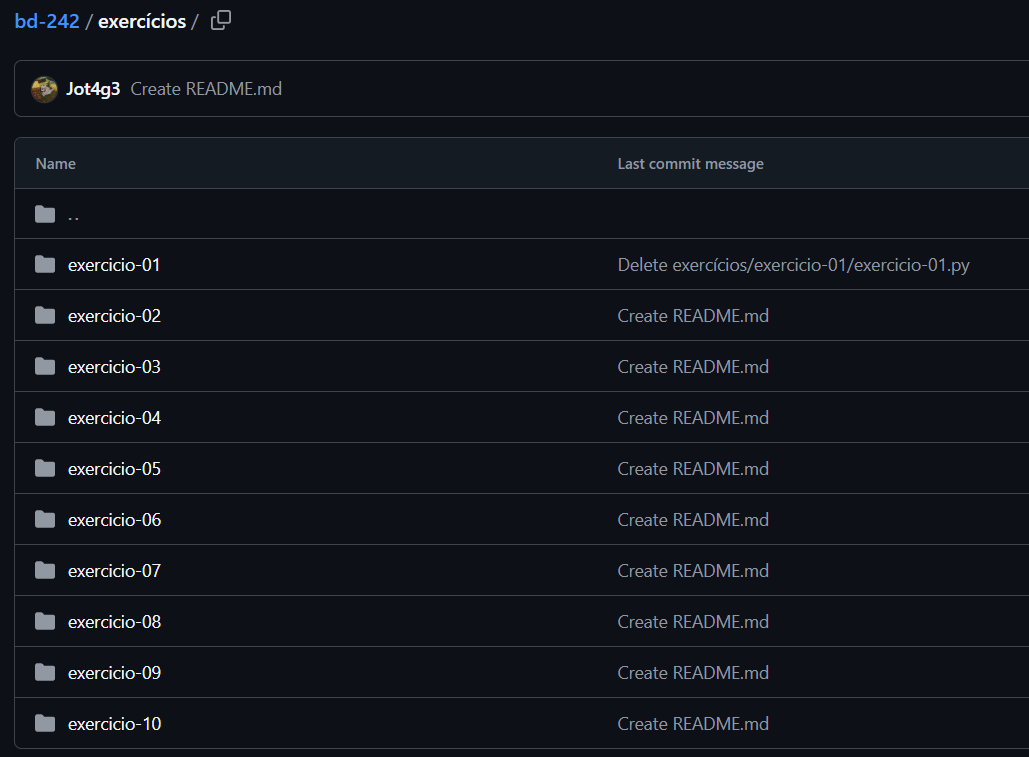 bd-242 / exercícios /
Jot4g3 Create README.md
Name Last commit message
..
exercicio-01 Delete exercícios/exercicio-01/exercicio-01.py
exercicio-02 Create README.md
exercicio-03 Create README.md
exercicio-04 Create README.md
exercicio-05 Create README.md
exercicio-06 Create README.md
exercicio-07 Create README.md
exercicio-08 Create README.md
exercicio-09 Create README.md
exercicio-10 Create README.md